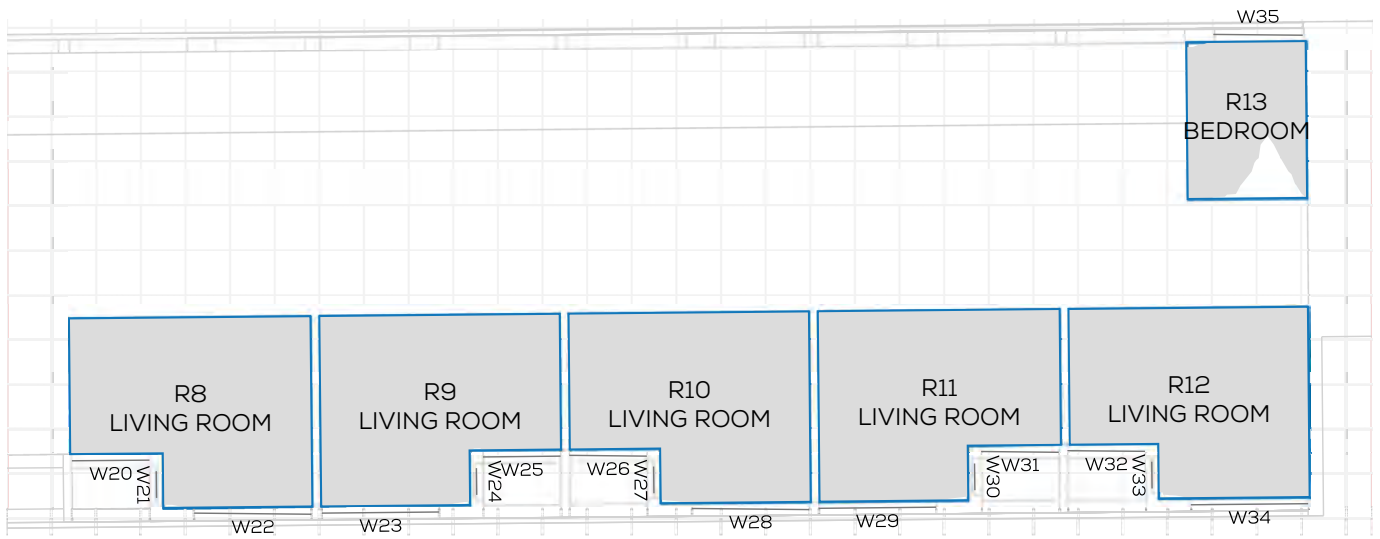 W35
R13
BEDROOM
R8
LIVING ROOM
R9
LIVING ROOM
R10
LIVING ROOM
R11
LIVING ROOM
R12
LIVING ROOM
W20
W21
W22
W23
W24
W25
W26
W27
W28
W29
W30
W31
W32
W33
W34